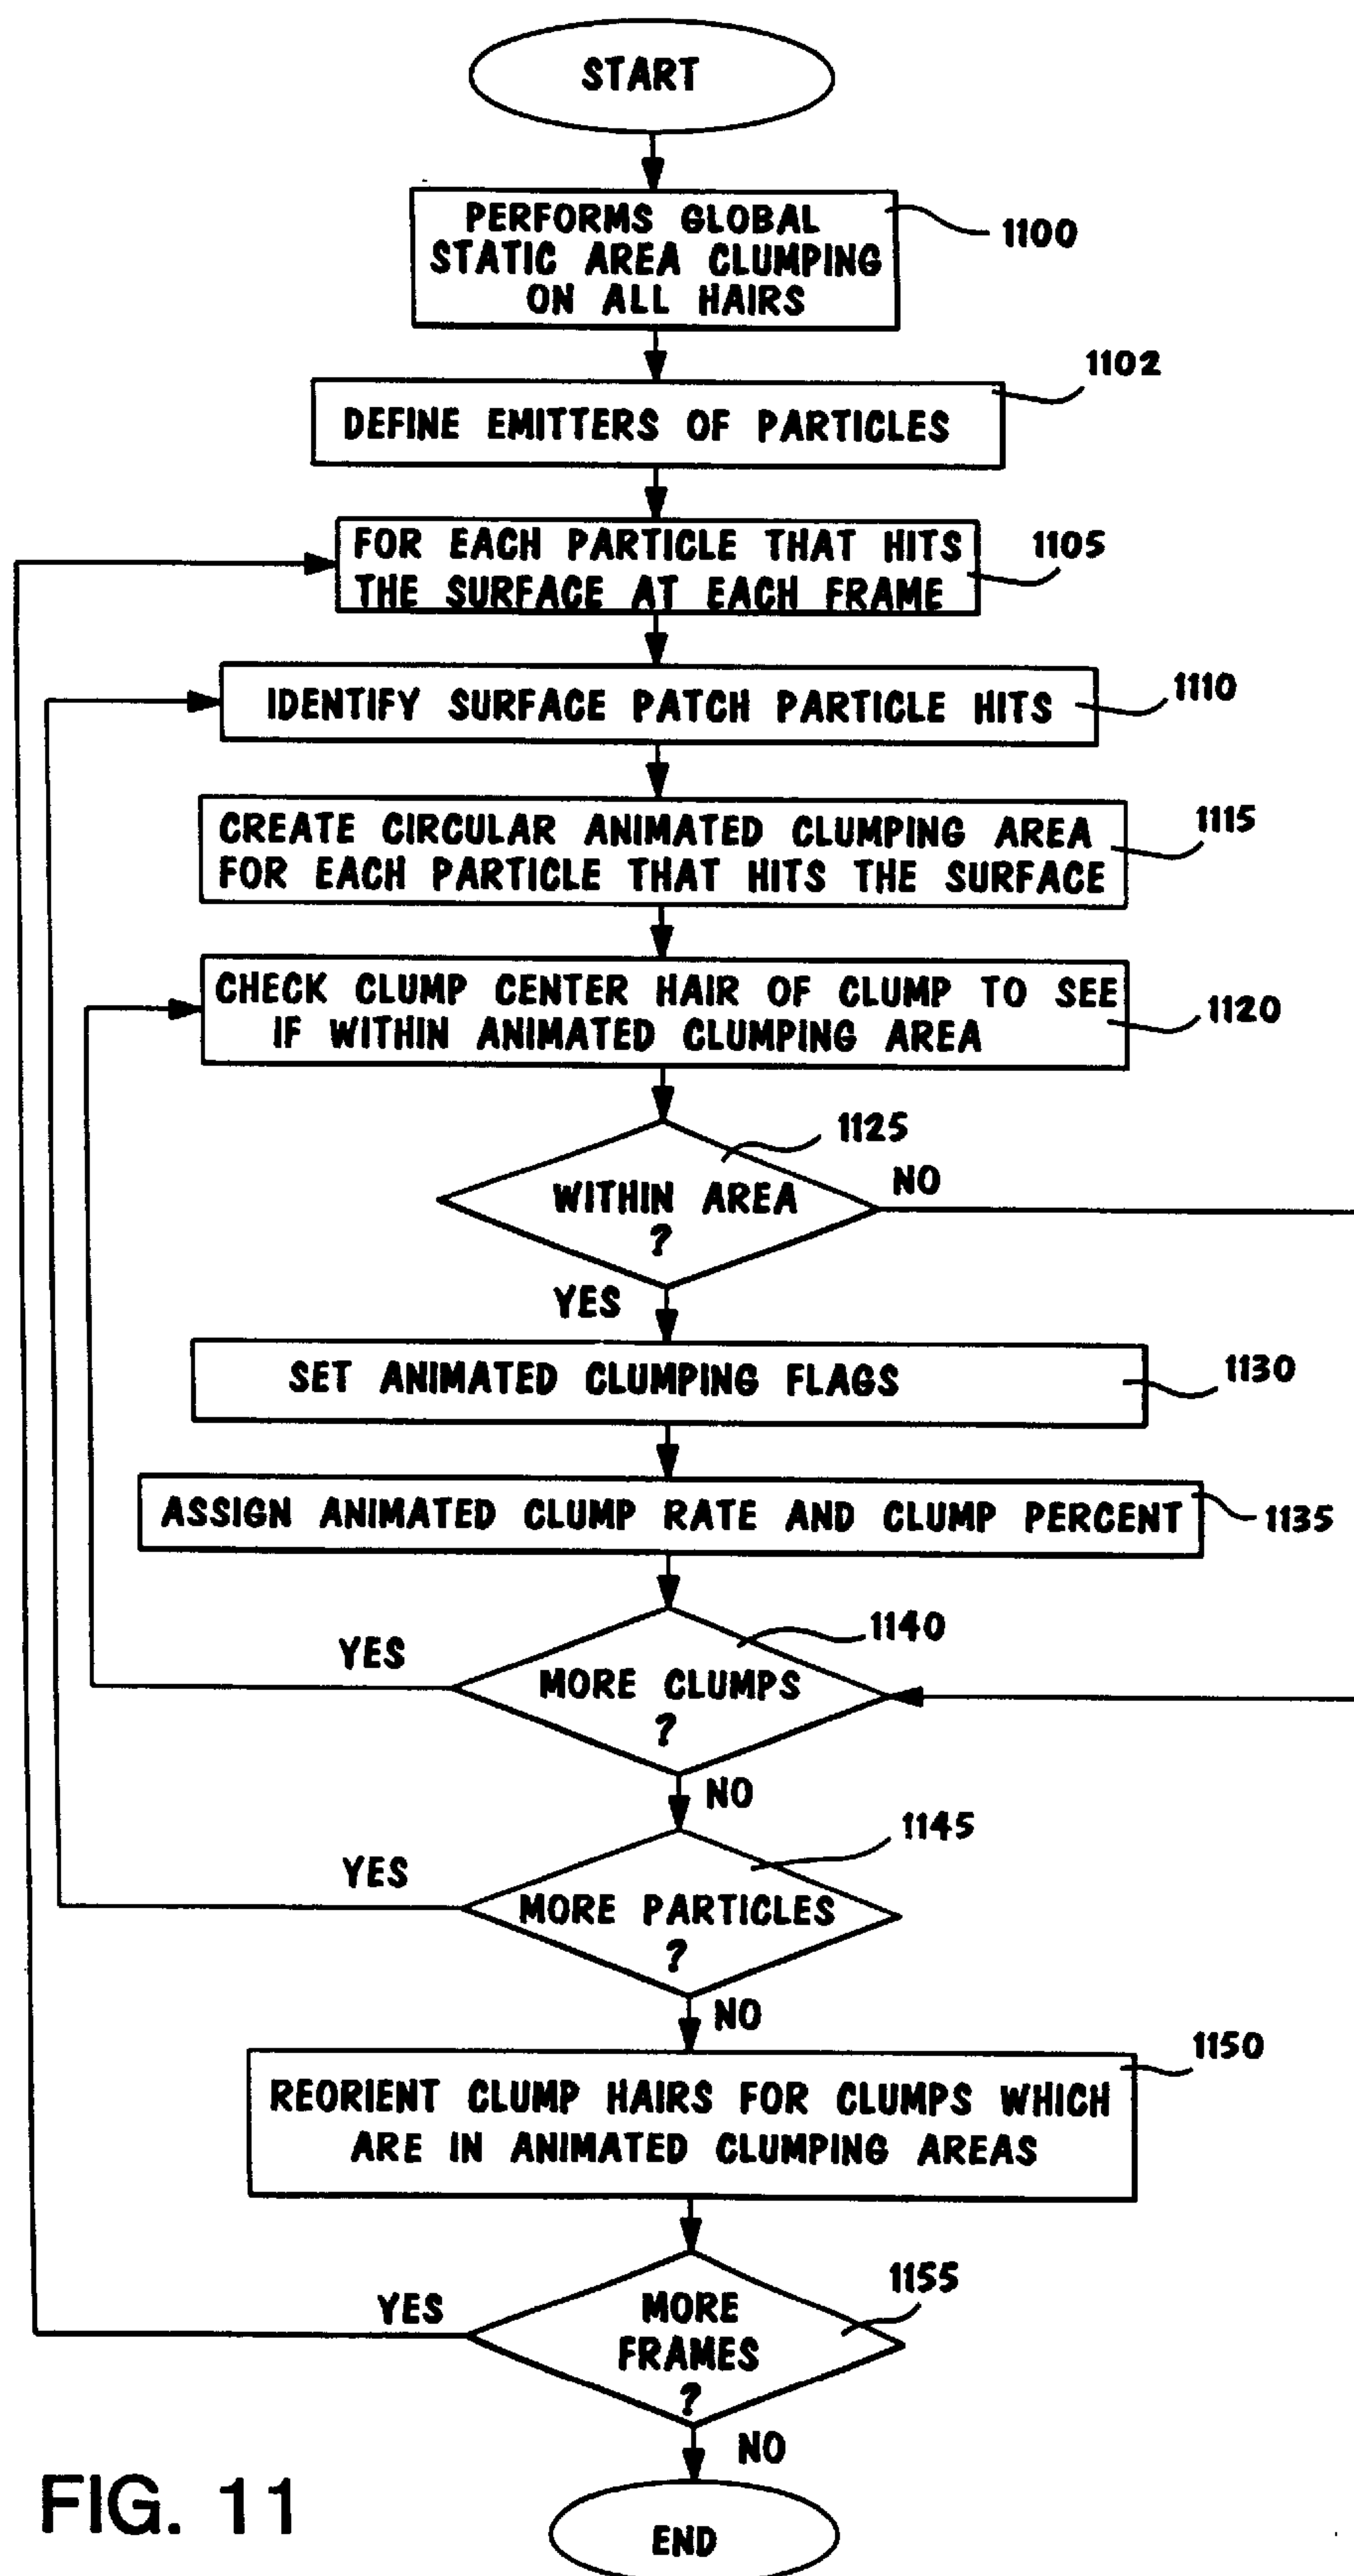 START
PERFORMS GLOBAL
STATIC AREA CLUMPING
ON ALL HAIRS
1100
DEFINE EMITTERS OF PARTICLES
1102
FOR EACH PARTICLE THAT HITS
THE SURFACE AT EACH FRAME
1105
IDENTIFY SURFACE PATCH PARTICLE HITS
1110
CREATE CIRCULAR ANIMATED CLUMPING AREA
FOR EACH PARTICLE THAT HITS THE SURFACE
1115
CHECK CLUMP CENTER HAIR OF CLUMP TO SEE
IF WITHIN ANIMATED CLUMPING AREA
1120
1125
WITHIN AREA
?
NO
YES
SET ANIMATED CLUMPING FLAGS
1130
ASSIGN ANIMATED CLUMP RATE AND CLUMP PERCENT
1135
1140
YES
MORE CLUMPS
?
NO
1145
YES
MORE PARTICLES
?
NO
1150
REORIENT CLUMP HAIRS FOR CLUMPS WHICH
ARE IN ANIMATED CLUMPING AREAS
1155
YES
MORE
FRAMES
?
NO
END
FIG. 11